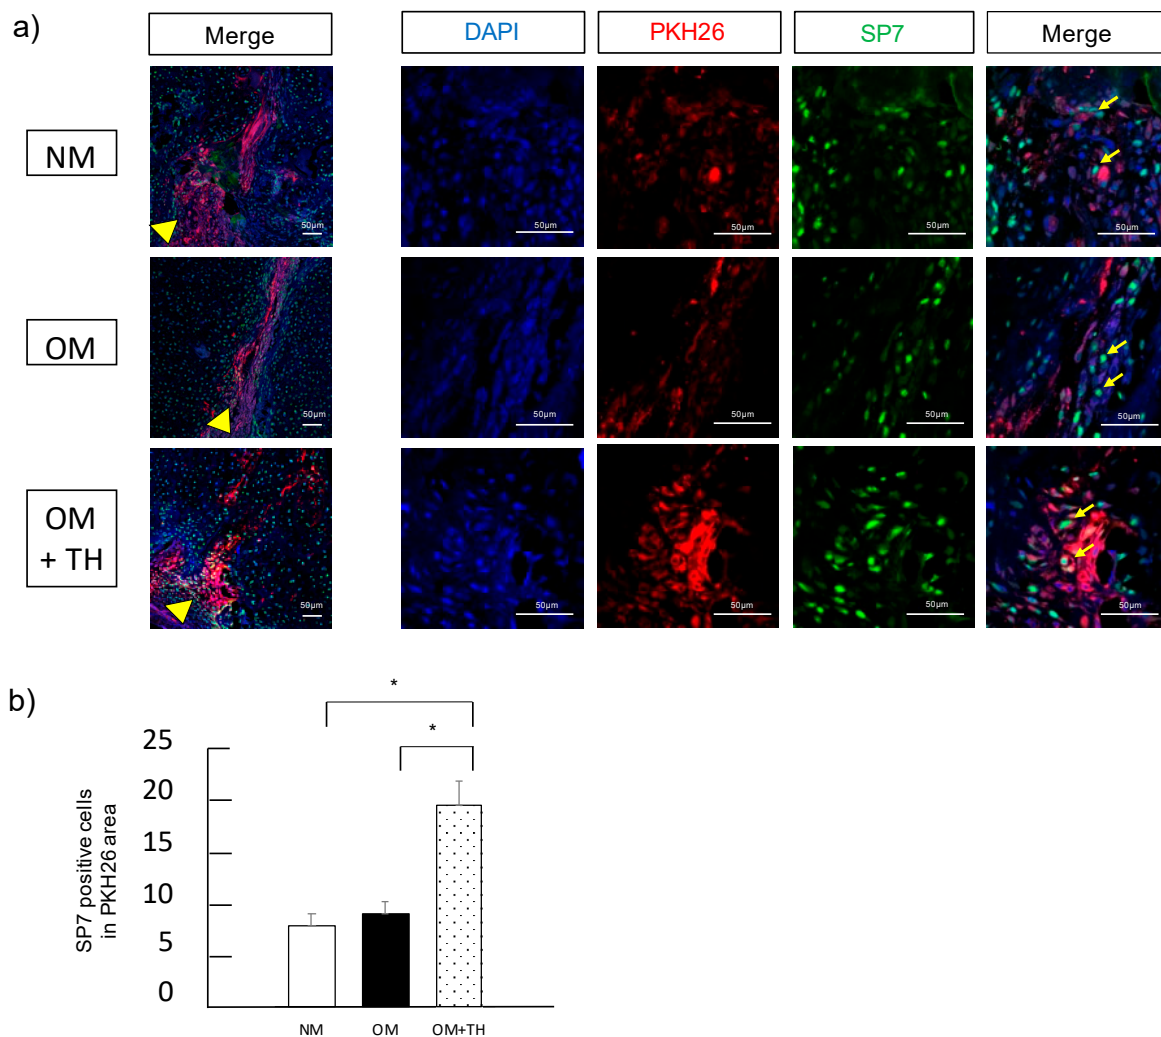 a)
Merge
DAPI
PKH26
SP7
Merge
NM
50µm
50µm
50µm
50µm
50µm
OM
50µm
50µm
50µm
50µm
50µm
OM
+ TH
50µm
50µm
50µm
50µm
50µm
b)
*
*
25
20
15
10
5
0
SP7 positive cells
in PKH26 area
NM
OM
OM+TH